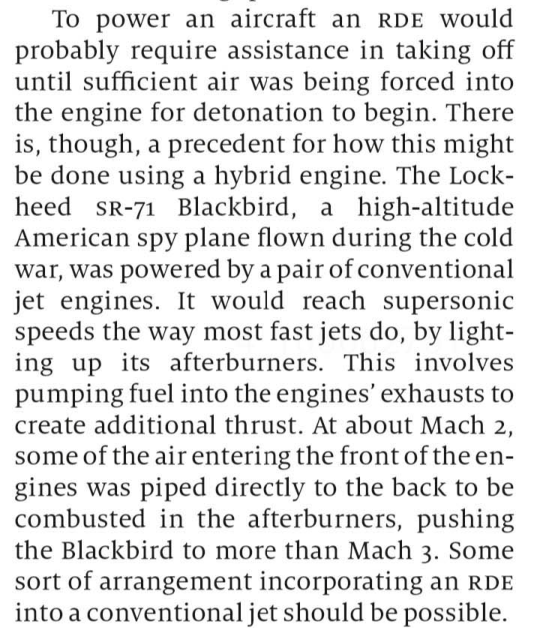 To power an aircraft an RDE would
probably require assistance in taking off
until sufficient air was being forced into
the engine for detonation to begin. There
is, though, a precedent for how this might
be done using a hybrid engine. The Lock-
heed SR-71 Blackbird, a high-altitude
American spy plane flown during the cold
war, was powered by a pair of conventional
jet engines. It would reach supersonic
speeds the way most fast jets do, by light-
ing up its afterburners. This involves
pumping fuel into the engines’ exhausts to
create additional thrust. At about Mach 2,
some of the air entering the front of the en-
gines was piped directly to the back to be
combusted in the afterburners, pushing
the Blackbird to more than Mach 3. Some
sort of arrangement incorporating an RDE
into a conventional jet should be possible.